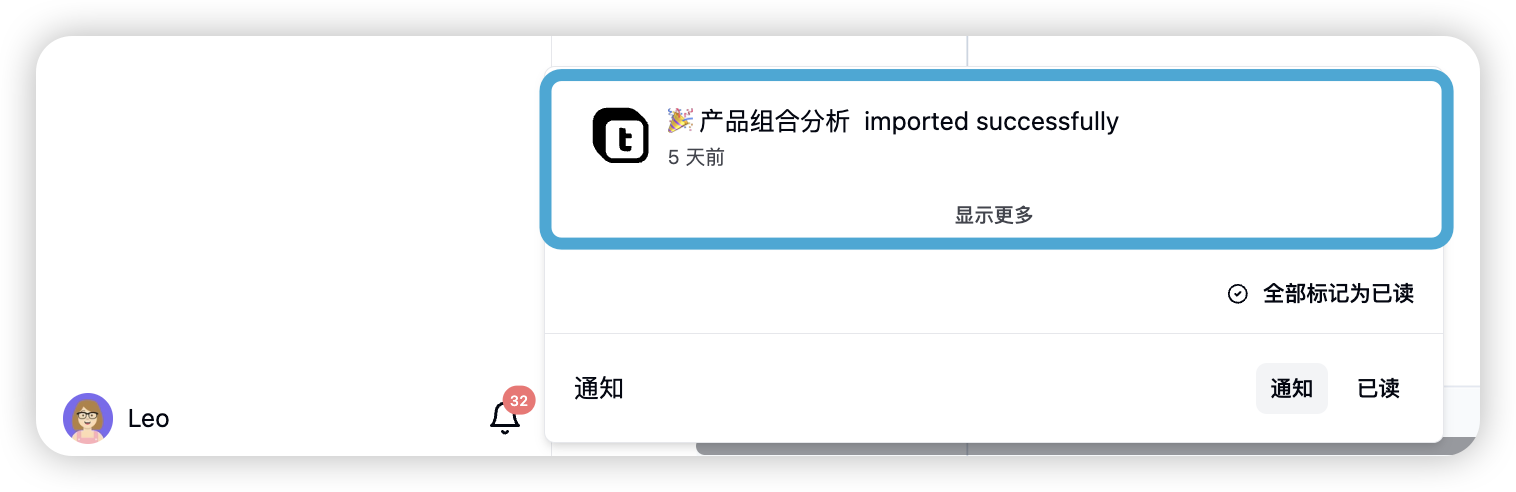 🎉 产品组合分析 imported successfully
5 天前
显示更多
全部标记为已读
通知
通知
已读
Leo
32